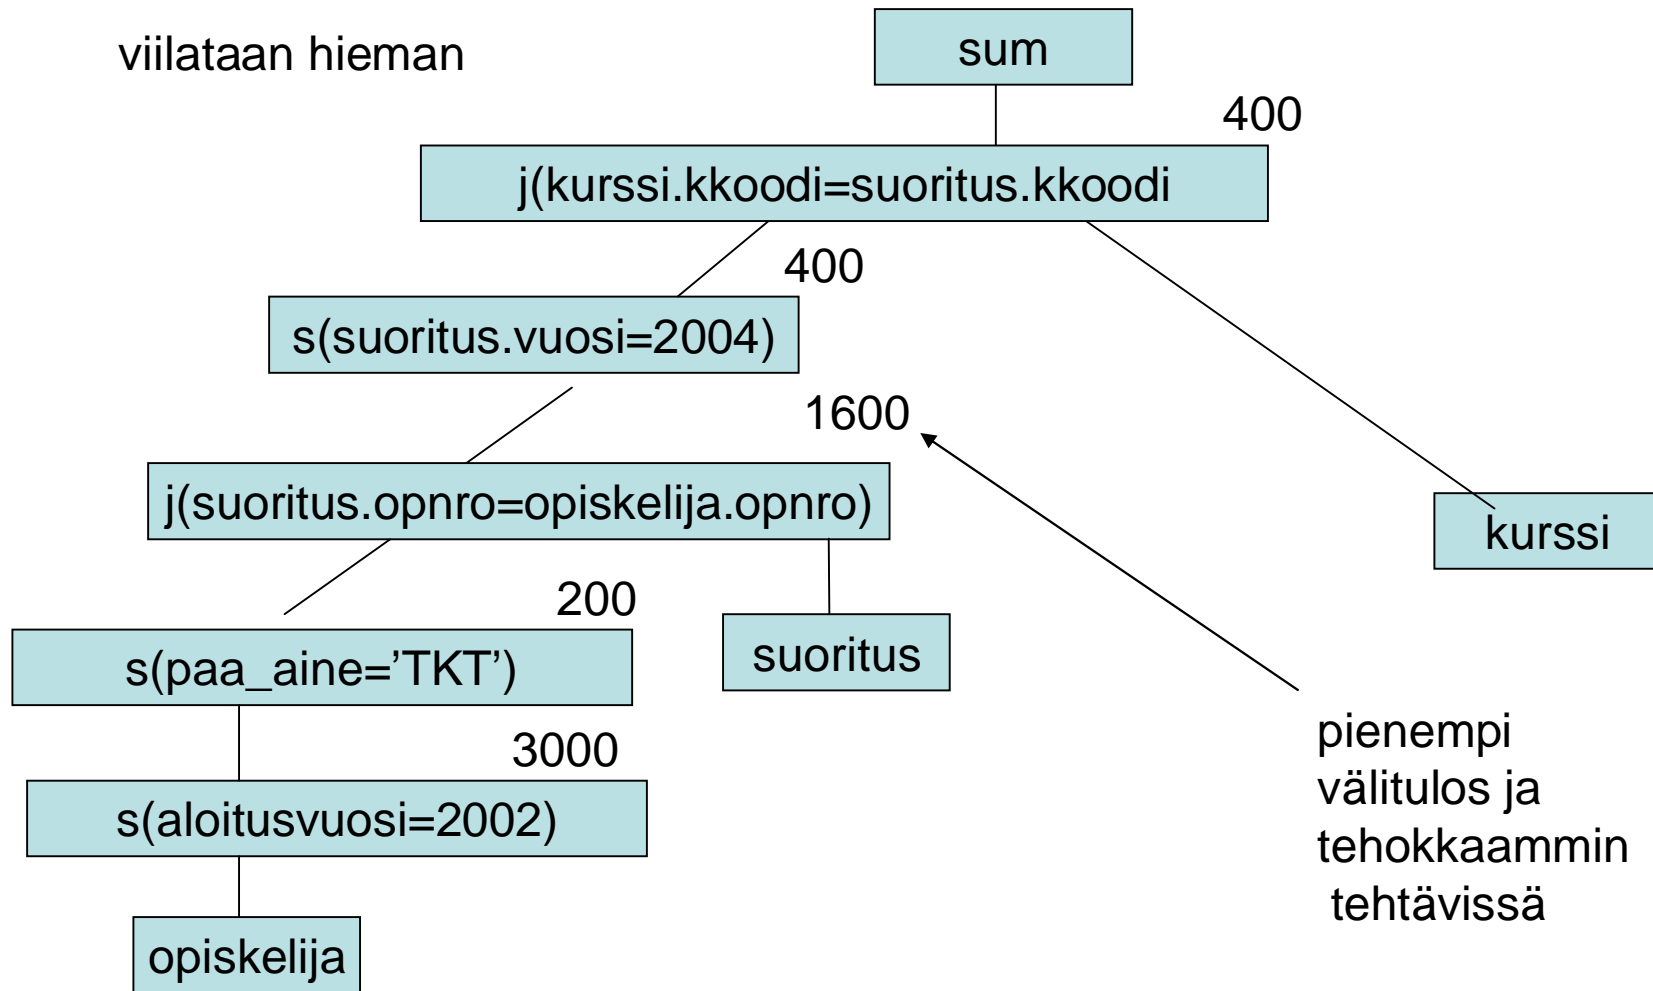 viilataan hieman
sum
400
j(kurssi.kkoodi=suoritus.kkoodi
400
s(suoritus.vuosi=2004)
1600
j(suoritus.opnro=opiskelija.opnro)
kurssi
200
s(paa_aine=’TKT’)
suoritus
3000
s(aloitusvuosi=2002)
opiskelija
pienempi
välitulos ja
tehokkaammin
tehtävissä